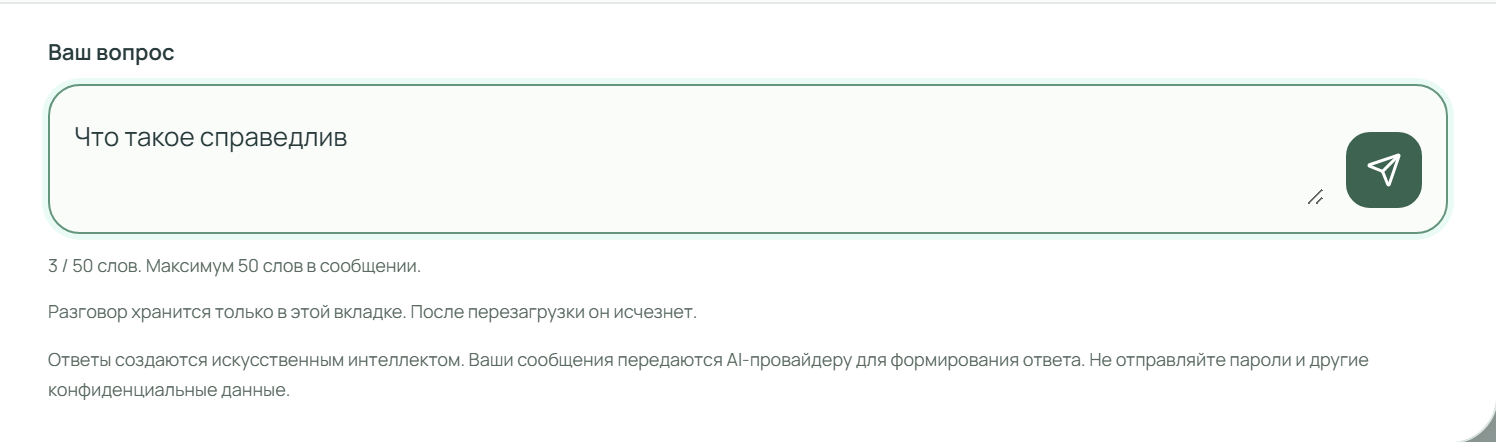 Ваш вопрос
Что такое справедлив
3 / 50 слов. Максимум 50 слов в сообщении.
Разговор хранится только в этой вкладке. После перезагрузки он исчезнет.
Ответы создаются искусственным интеллектом. Ваши сообщения передаются AI-провайдеру для формирования ответа. Не отправляйте пароли и другие
конфиденциальные данные.